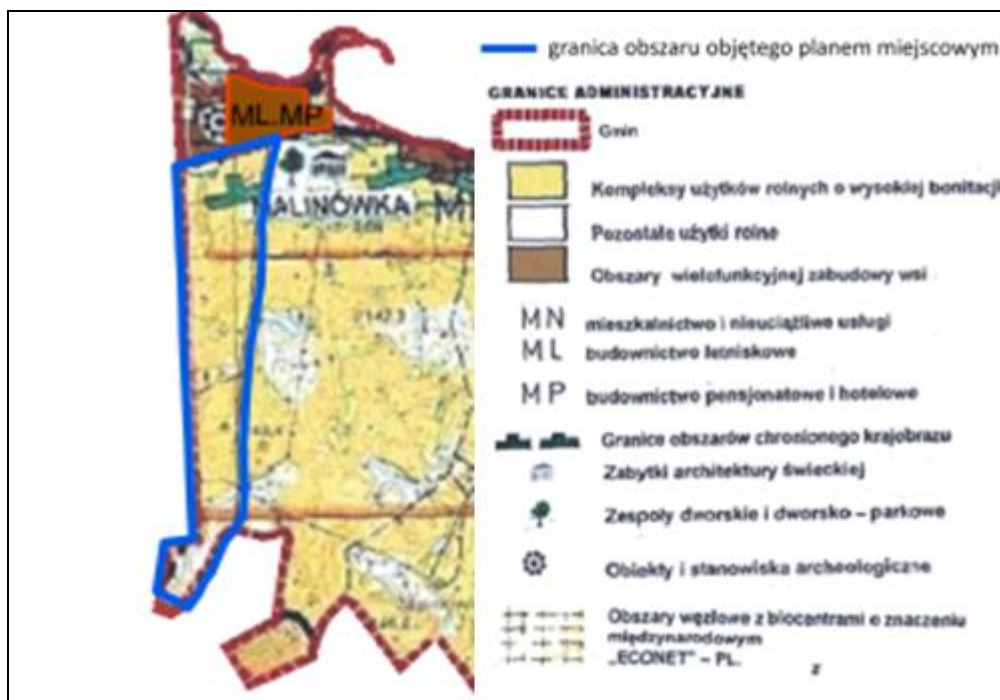 ML.MP
MALINÓWKA
granica obszaru objętego planem miejscowym
GRANICE ADMINISTRACYJNE
Gmin
Kompleksy użytków rolnych o wysokiej bonitacji
Pozostałe użytki rolne
Obszary wielofunkcyjnej zabudowy wsi
MN mieszkalnictwo i nieuciążliwe usługi
ML budownictwo letniskowe
MP budownictwo pensjonatowe i hotelowe
Granice obszarów chronionego krajobrazu
Zabytki architektury świeckiej
Zespoły dworskie i dworsko – parkowe
Obiekty i stanowiska archeologiczne
Obszary węzłowe z biocentrami o znaczeniu
międzynarodowym
„ECONET" – PL.
z